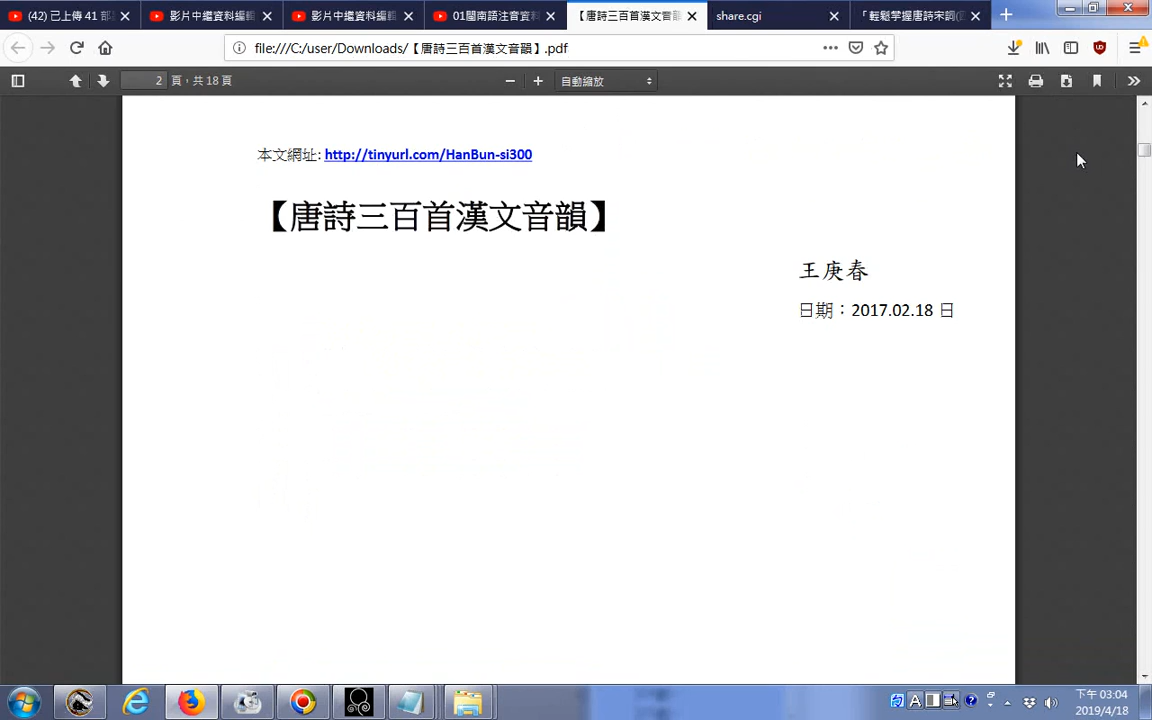 (42) 已上傳 41 部
影片中繼資料編輯
影片中繼資料編輯
01閩南語注音資料
【唐詩三百首漢文音韻
share.cgi
「輕鬆掌握唐詩宋詞(
file:///C:/user/Downloads/【唐詩三百首漢文音韻】.pdf
2 頁，共 18 頁
自動縮放
本文網址: http://tinyurl.com/HanBun-si300
【唐詩三百首漢文音韻】
王庚春
日期：2017.02.18 日
下午 03:04
2019/4/18